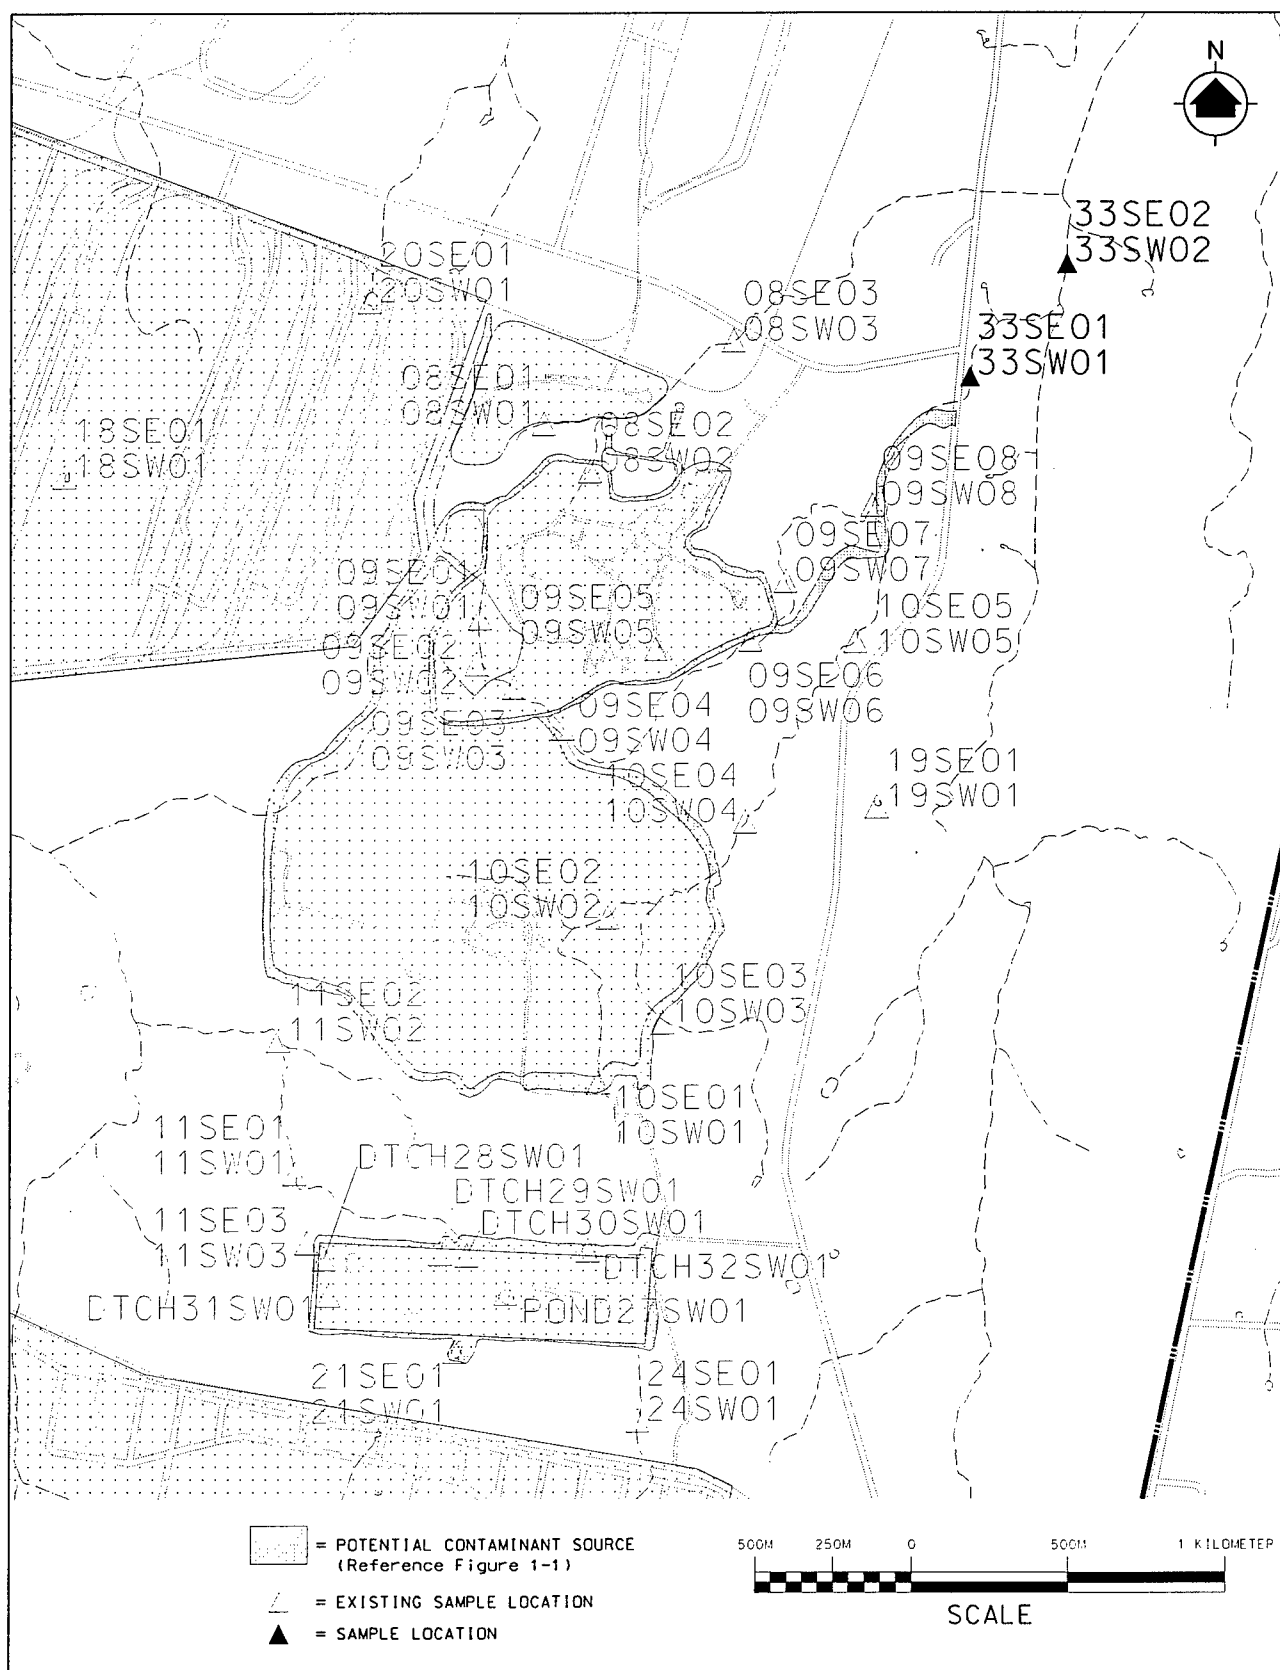 N
33SE02
33SW02
20SE01
20SW01
08SE03
08SW03
33SE01
33SW01
08SE01
08SW01
08SE02
08SW02
18SE01
18SW01
09SE08
09SW08
09SE07
09SW07
09SE01
09SW01
09SE05
09SW05
10SE05
10SW05
09SE02
09SW02
09SE06
09SW06
09SE03
09SW03
09SE04
09SW04
10SE04
10SW04
19SE01
19SW01
10SE02
10SW02
10SE03
10SW03
11SE02
11SW02
10SE01
10SW01
11SE01
11SW01
DTCH28SW01
DTCH29SW01
DTCH30SW01
11SE03
11SW03
DTCH32SW01
DTCH31SW01
POND27SW01
21SE01
21SW01
24SE01
24SW01
= POTENTIAL CONTAMINANT SOURCE
(Reference Figure 1-1)
= EXISTING SAMPLE LOCATION
= SAMPLE LOCATION
500M 250M 0 500M 1 KILOMETER
SCALE